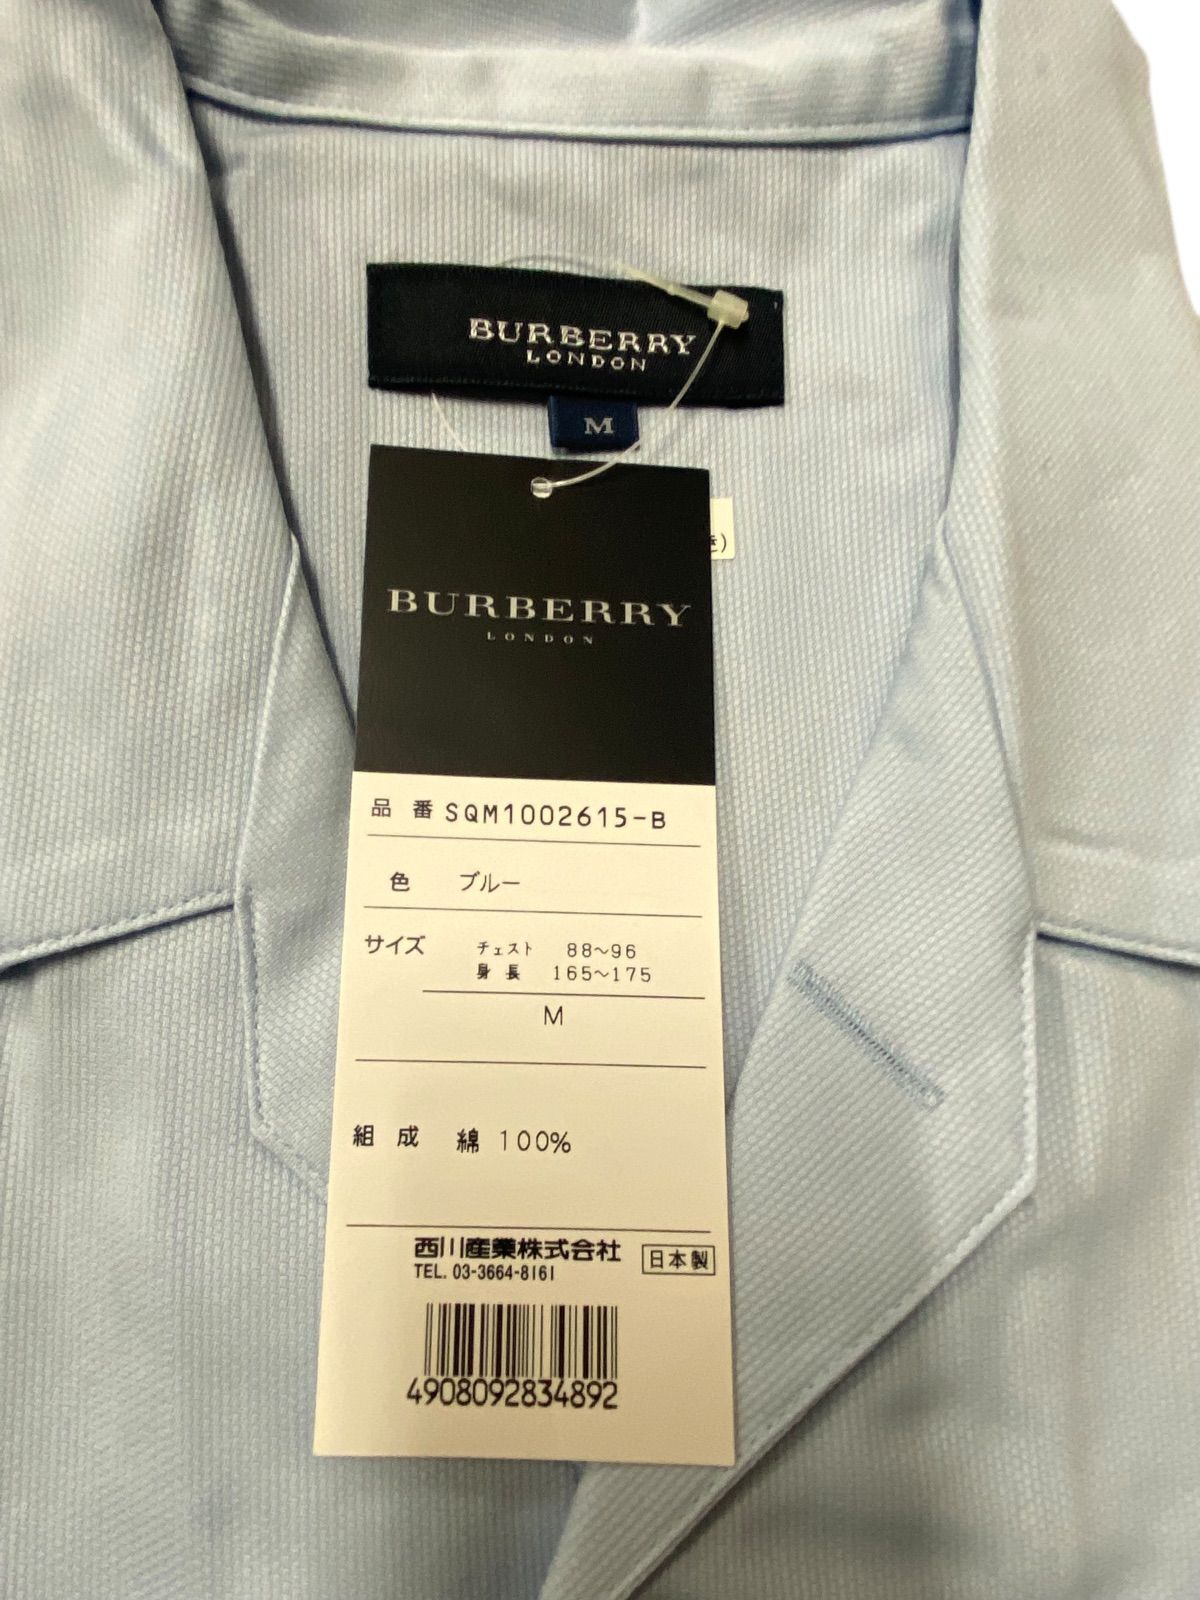 BURBERRY
LONDON
M
き)
BURBERRY
LONDON
品番 SQM1002615-B
色 ブルー
サイズ チェスト 88~96
身長 165~175
M
組成 綿 100%
西川産業株式会社 日本製
TEL. 03-3664-8161
4908092834892